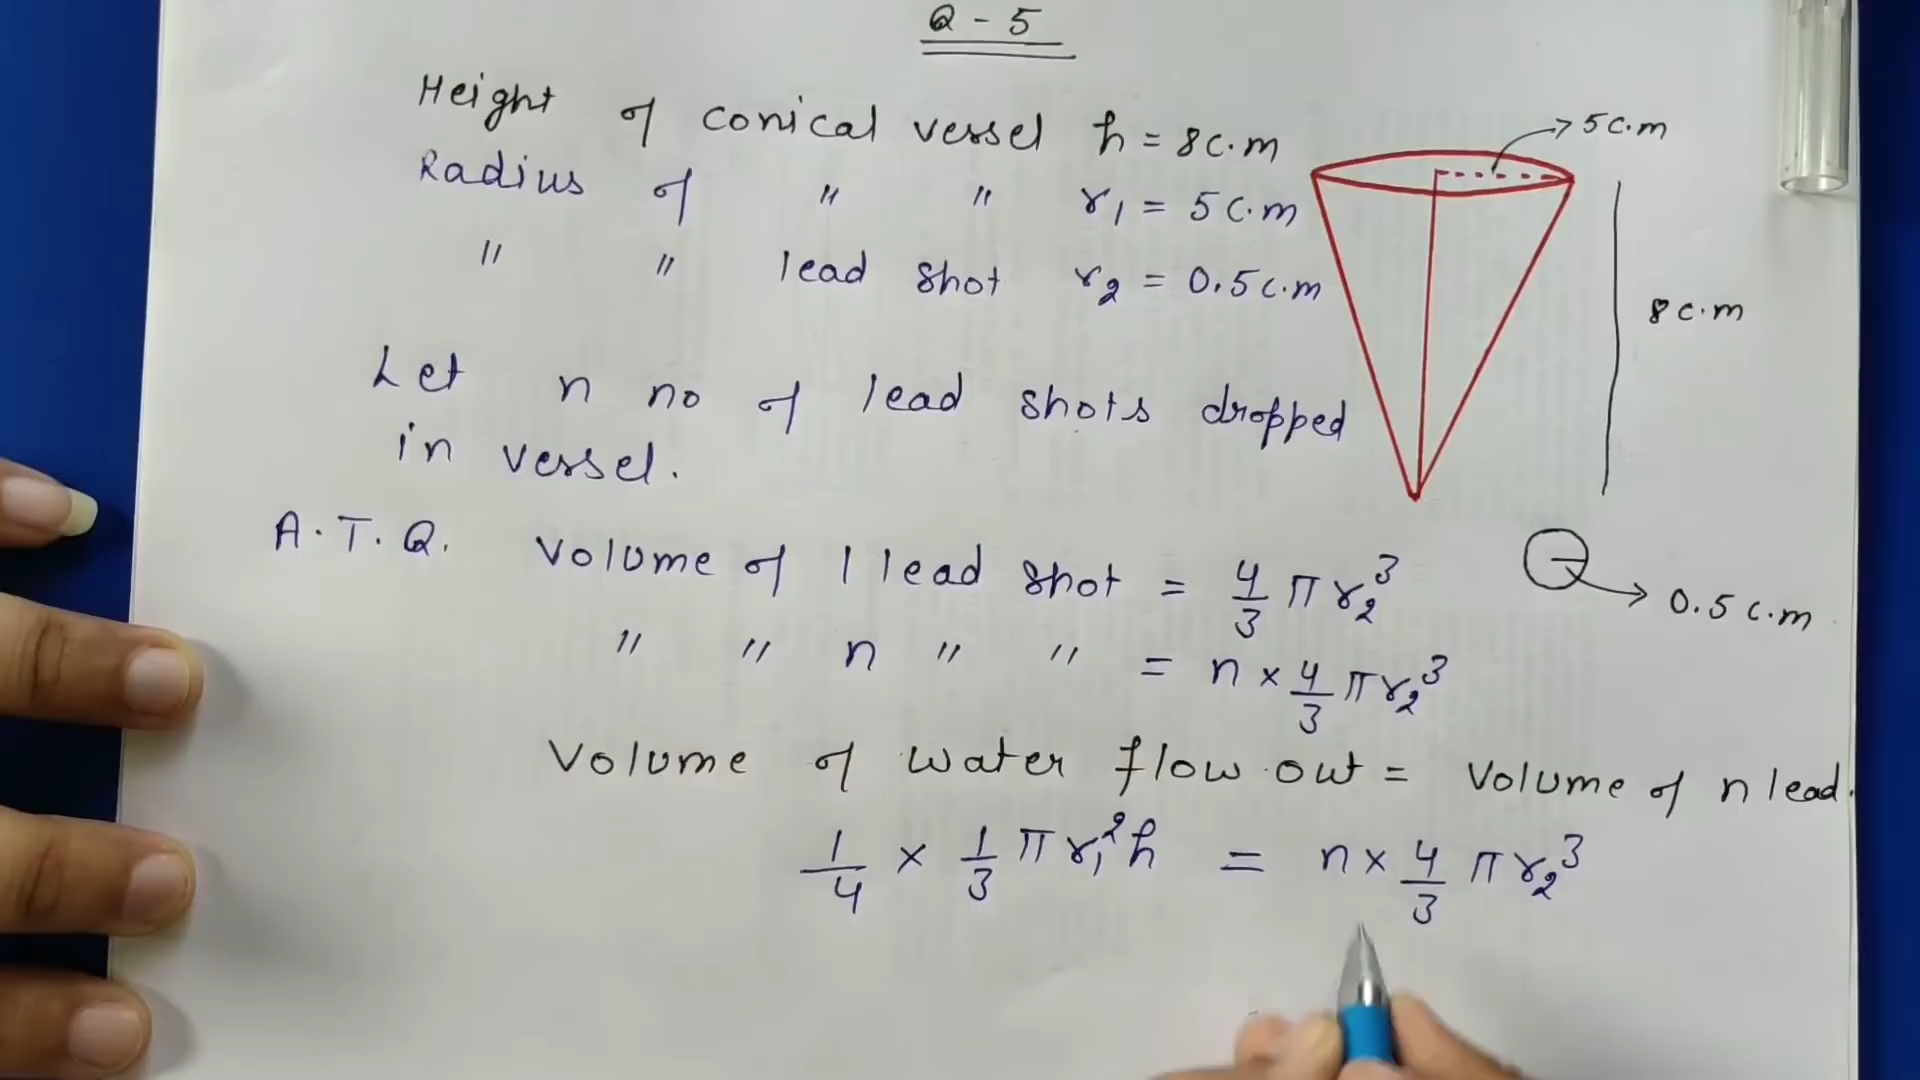 Q - 5
Height of conical vessel h = 8c.m
Radius of " " r₁ = 5c.m
" " lead shot r₂ = 0.5c.m
5c.m
8c.m
Let n no of lead shots dropped
in vessel.
A.T.Q. Volume of 1 lead shot = 4/3 π r₂³
0.5c.m
" " n " " = n × 4/3 π r₂³
Volume of water flow out = Volume of n lead.
1/4 × 1/3 π r₁² h = n × 4/3 π r₂³